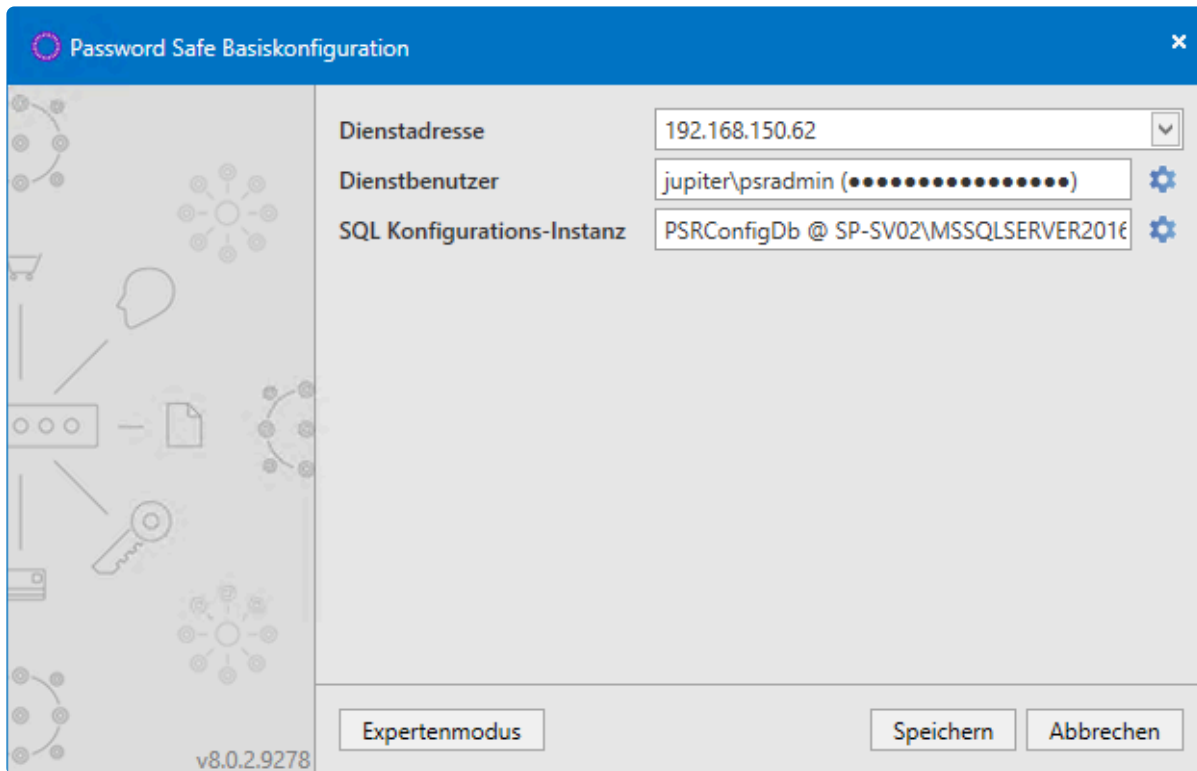 Password Safe Basiskonfiguration
Dienstadresse 192.168.150.62
Dienstbenutzer jupiter\psradmin (●●●●●●●●●●●●●●●●)
SQL Konfigurations-Instanz PSRConfigDb @ SP-SV02\MSSQLSERVER2016
Expertenmodus Speichern Abbrechen
v8.0.2.9278